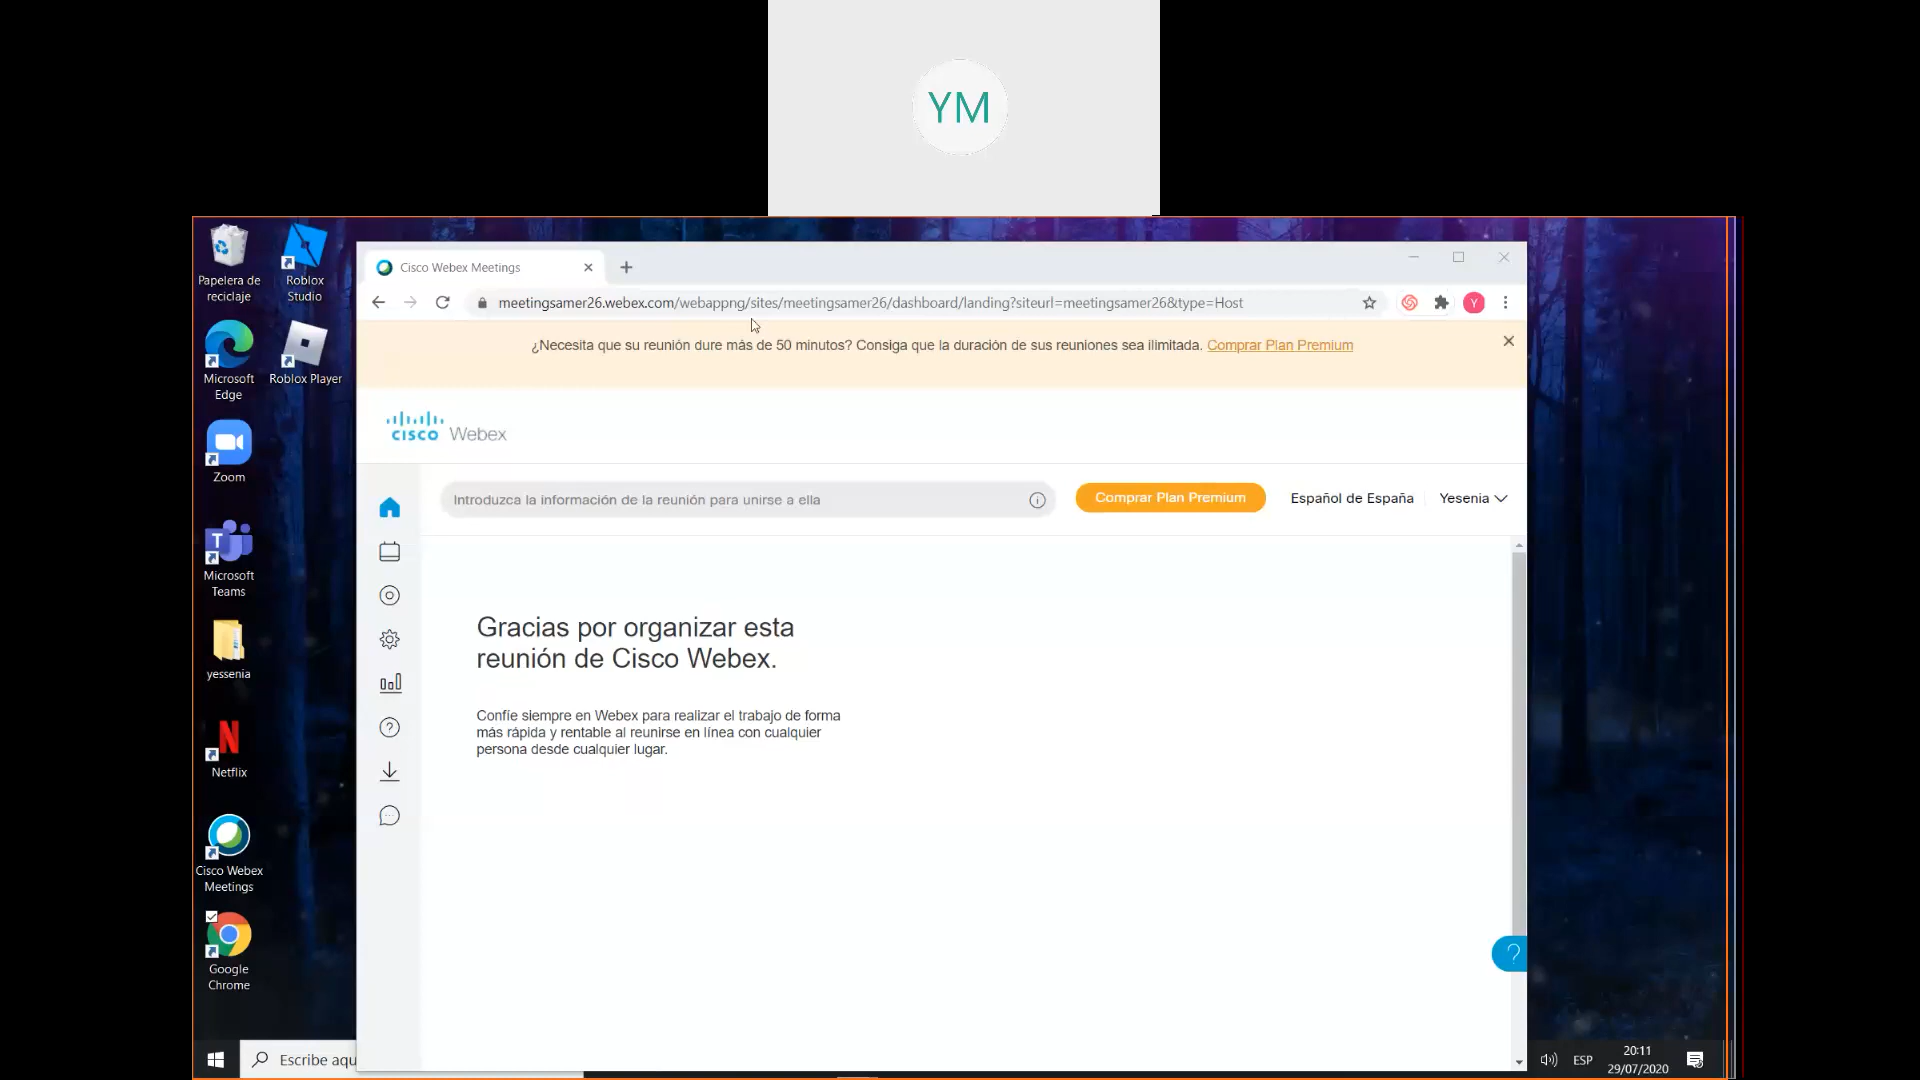 YM
Papelera de
reciclaje
Roblox
Studio
Microsoft
Edge
Roblox Player
Zoom
Microsoft
Teams
yessenia
Netflix
Cisco Webex
Meetings
Google
Chrome
Cisco Webex Meetings
meetingsamer26.webex.com/webappng/sites/meetingsamer26/dashboard/landing?siteurl=meetingsamer26&type=Host
Y
¿Necesita que su reunión dure más de 50 minutos? Consiga que la duración de sus reuniones sea ilimitada. Comprar Plan Premium
CISCO Webex
Introduzca la información de la reunión para unirse a ella
Comprar Plan Premium
Español de España
Yesenia
Gracias por organizar esta
reunión de Cisco Webex.
Confíe siempre en Webex para realizar el trabajo de forma
más rápida y rentable al reunirse en línea con cualquier
persona desde cualquier lugar.
?
Escribe aqu
ESP
20:11
29/07/2020